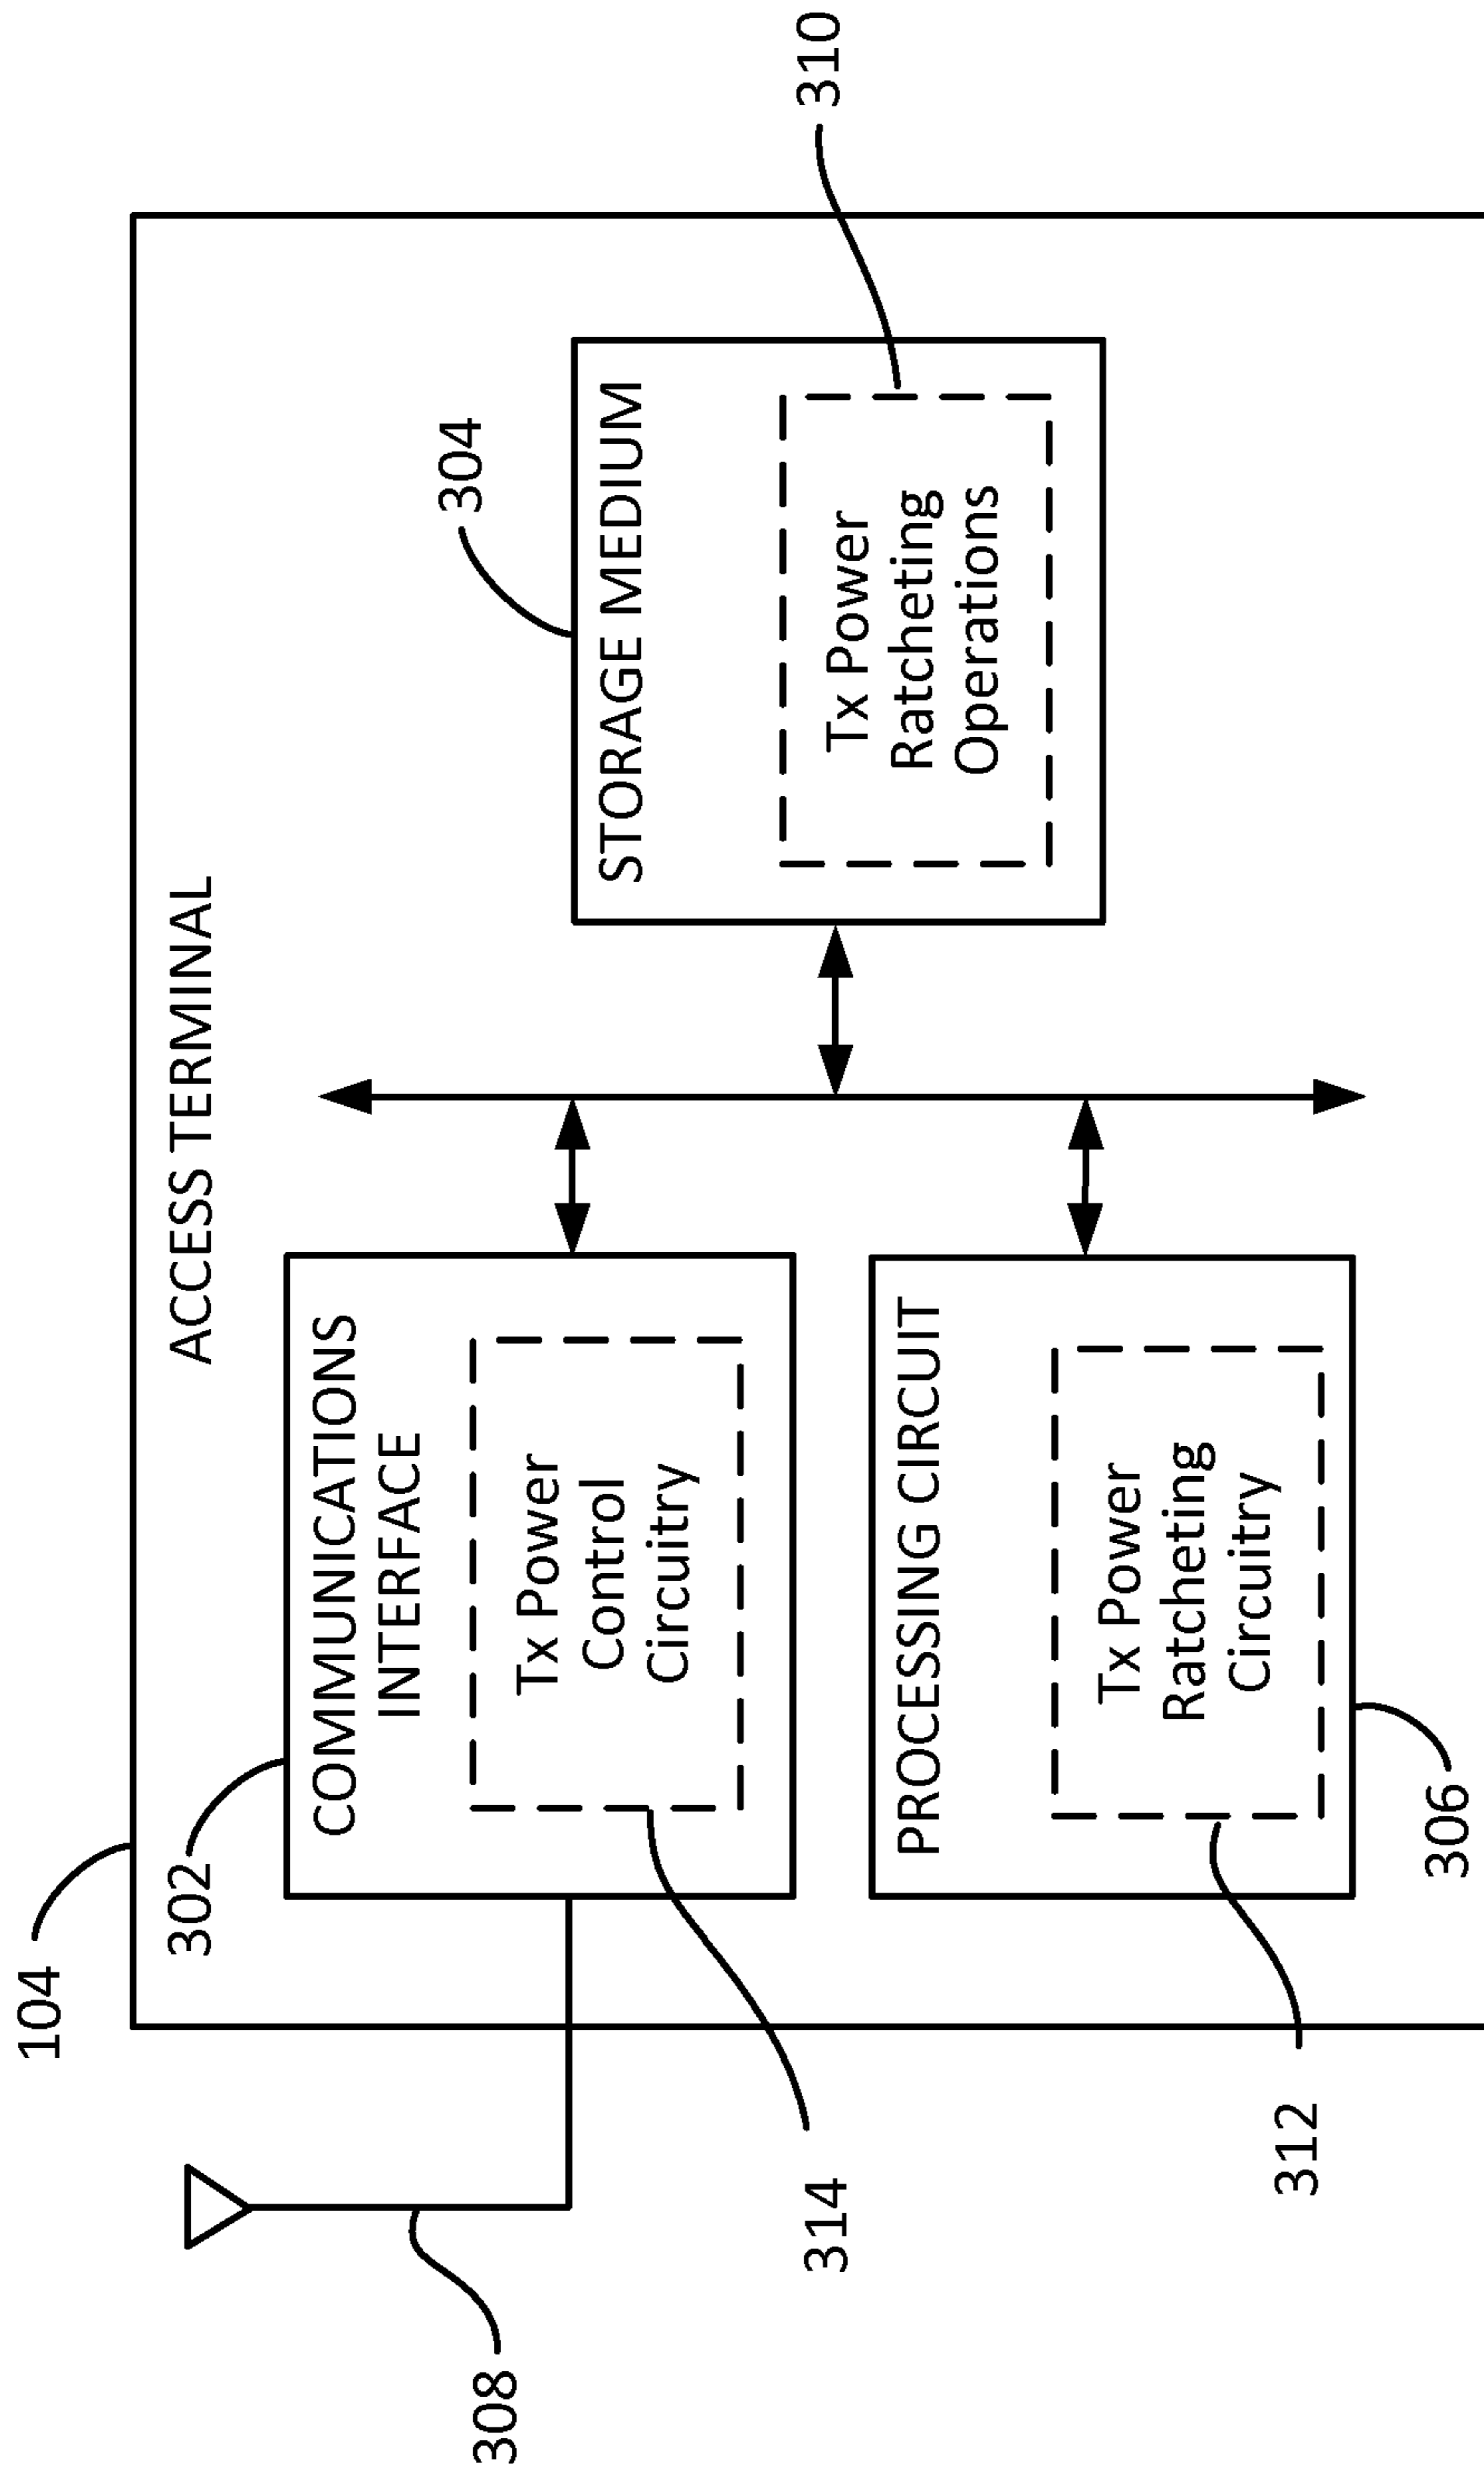 104
ACCESS TERMINAL
302
COMMUNICATIONS
INTERFACE
Tx Power
Control
Circuitry
304
STORAGE MEDIUM
Tx Power
Ratcheting
Operations
310
308
314
PROCESSING CIRCUIT
Tx Power
Ratcheting
Circuitry
312
306